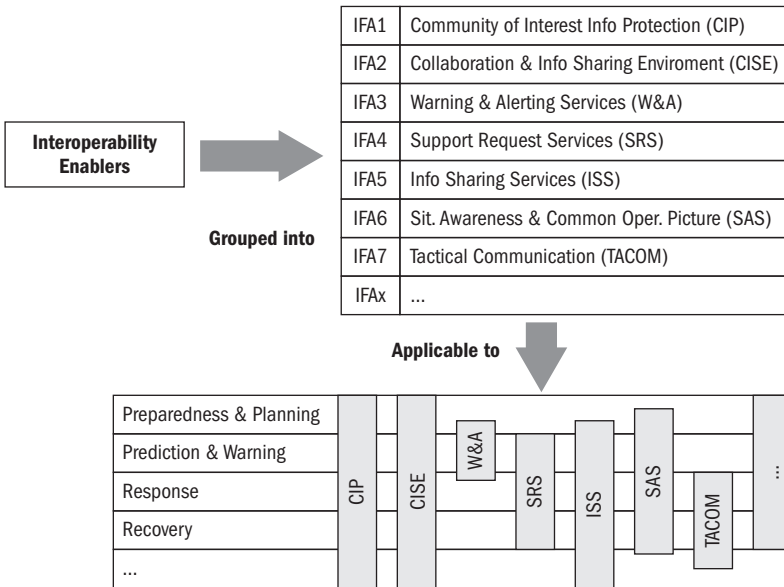 IFA1 Community of Interest Info Protection (CIP)
IFA2 Collaboration & Info Sharing Enviroment (CISE)
IFA3 Warning & Alerting Services (W&A)
IFA4 Support Request Services (SRS)
IFA5 Info Sharing Services (ISS)
IFA6 Sit. Awareness & Common Oper. Picture (SAS)
IFA7 Tactical Communication (TACOM)
IFAx ...
Interoperability
Enablers
Grouped into
Applicable to
Preparedness & Planning
Prediction & Warning
Response
Recovery
...
CIP
CISE
W&A
SRS
ISS
SAS
TACOM
...